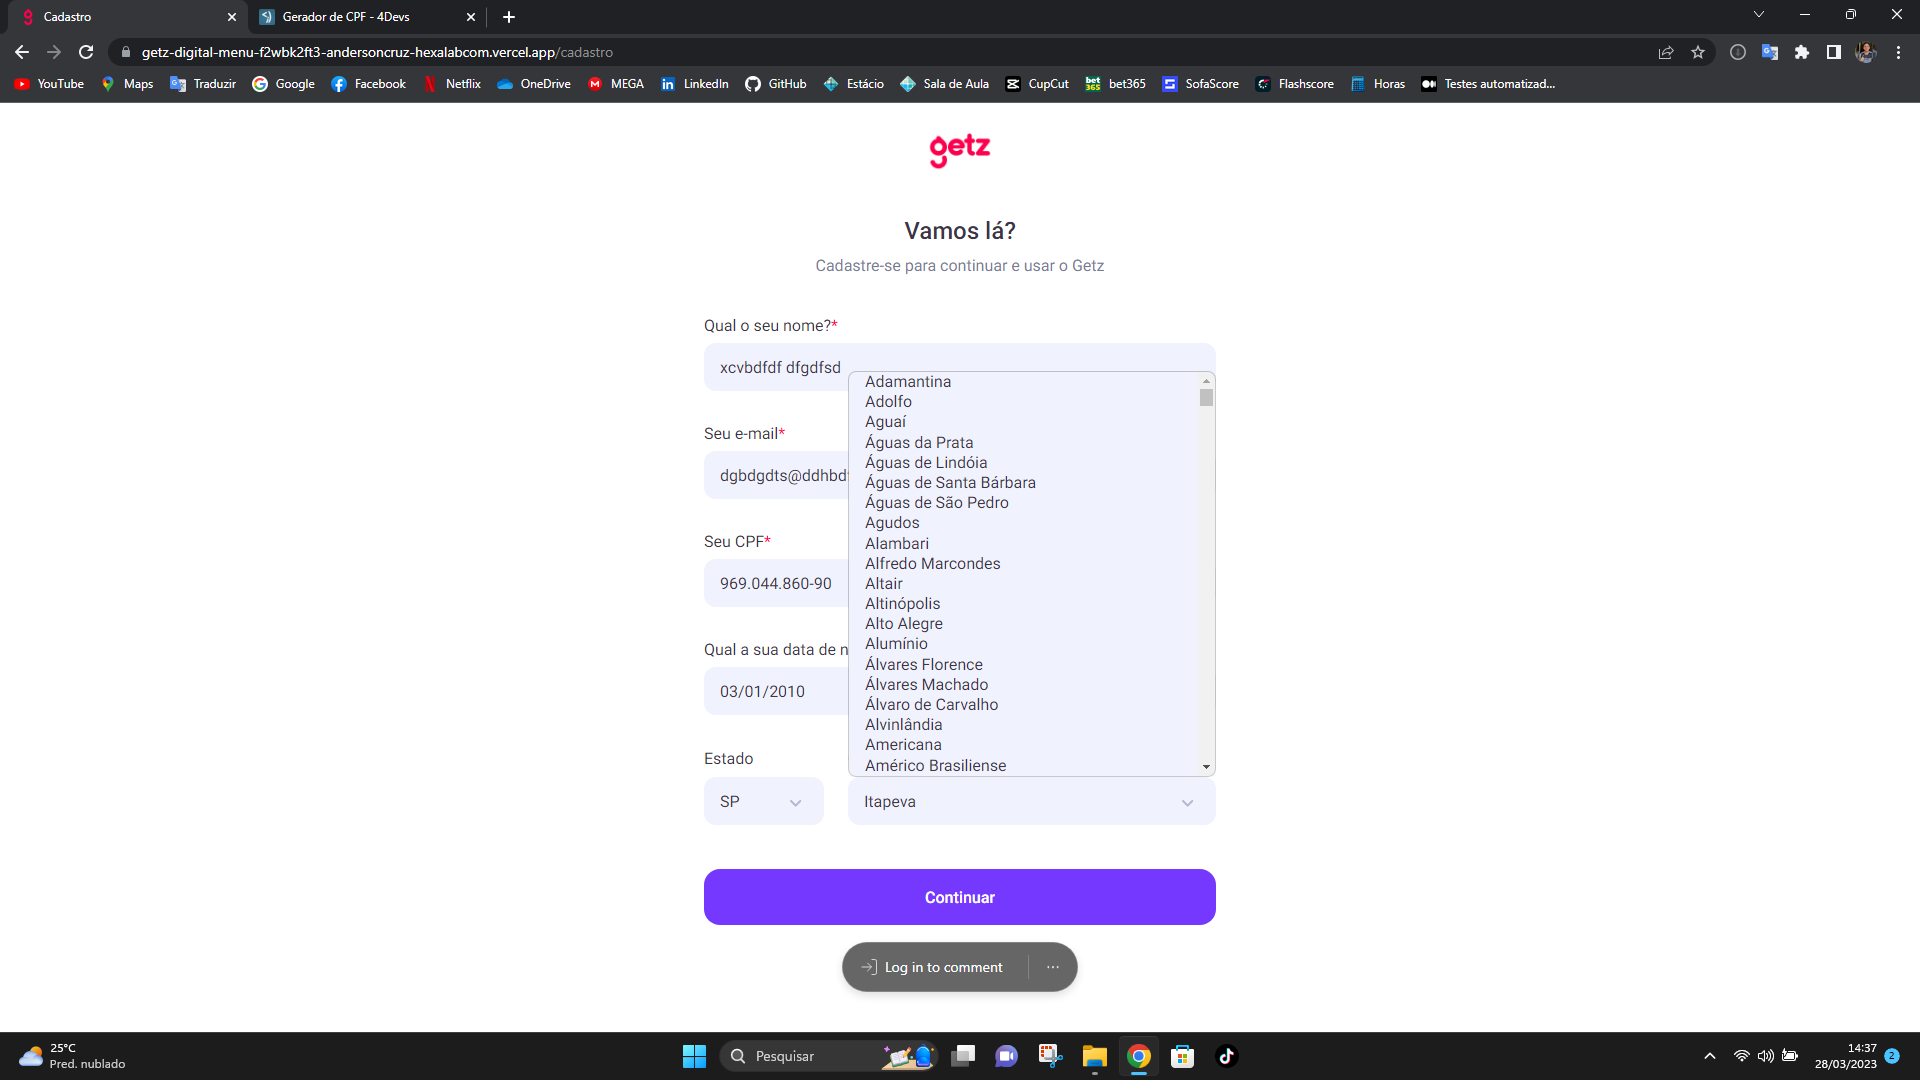 Cadastro
Gerador de CPF - 4Devs
getz-digital-menu-f2wbk2ft3-andersoncruz-hexalabcom.vercel.app/cadastro
YouTube
Maps
Traduzir
Google
Facebook
Netflix
OneDrive
MEGA
LinkedIn
GitHub
Estácio
Sala de Aula
CupCut
bet365
SofaScore
Flashscore
Horas
Testes automatizad...
getz
Vamos lá?
Cadastre-se para continuar e usar o Getz
Qual o seu nome?*
xcvbdfdf dfgdfsd
Seu e-mail*
dgbdgdts@ddhbd
Seu CPF*
969.044.860-90
Qual a sua data de n
03/01/2010
Adamantina
Adolfo
Aguaí
Águas da Prata
Águas de Lindóia
Águas de Santa Bárbara
Águas de São Pedro
Agudos
Alambari
Alfredo Marcondes
Altair
Altinópolis
Alto Alegre
Alumínio
Álvares Florence
Álvares Machado
Álvaro de Carvalho
Alvinlândia
Americana
Américo Brasiliense
Estado
SP
Itapeva
Continuar
Log in to comment
25°C
Pred. nublado
Pesquisar
14:37
28/03/2023
2